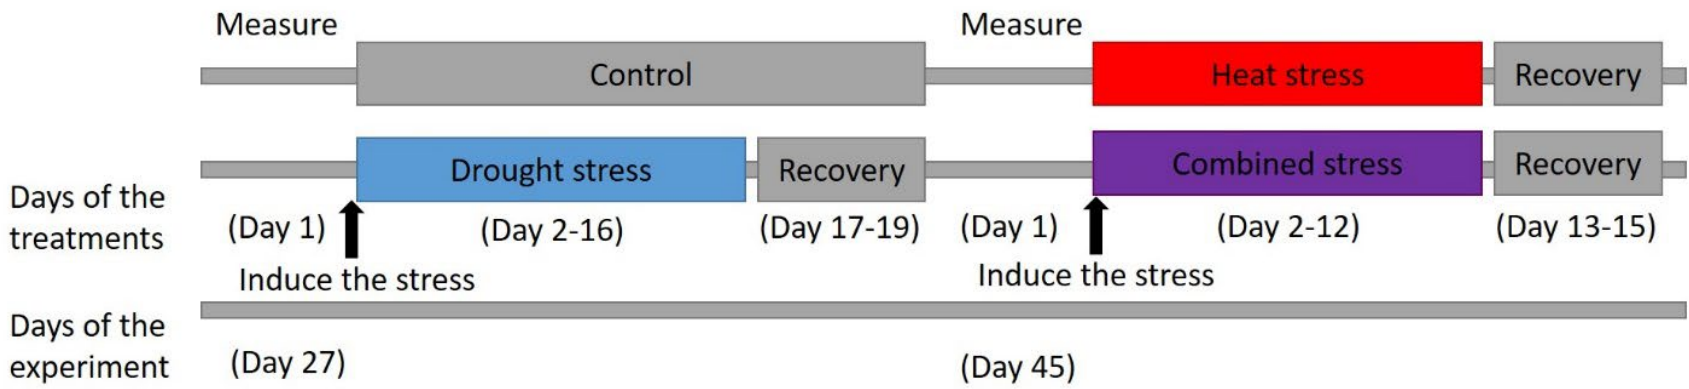 Measure
Measure
Control
Heat stress
Recovery
Drought stress
Recovery
Combined stress
Recovery
Days of the
treatments
(Day 1)
(Day 2-16)
(Day 17-19)
(Day 1)
(Day 2-12)
(Day 13-15)
Induce the stress
Induce the stress
Days of the
experiment
(Day 27)
(Day 45)